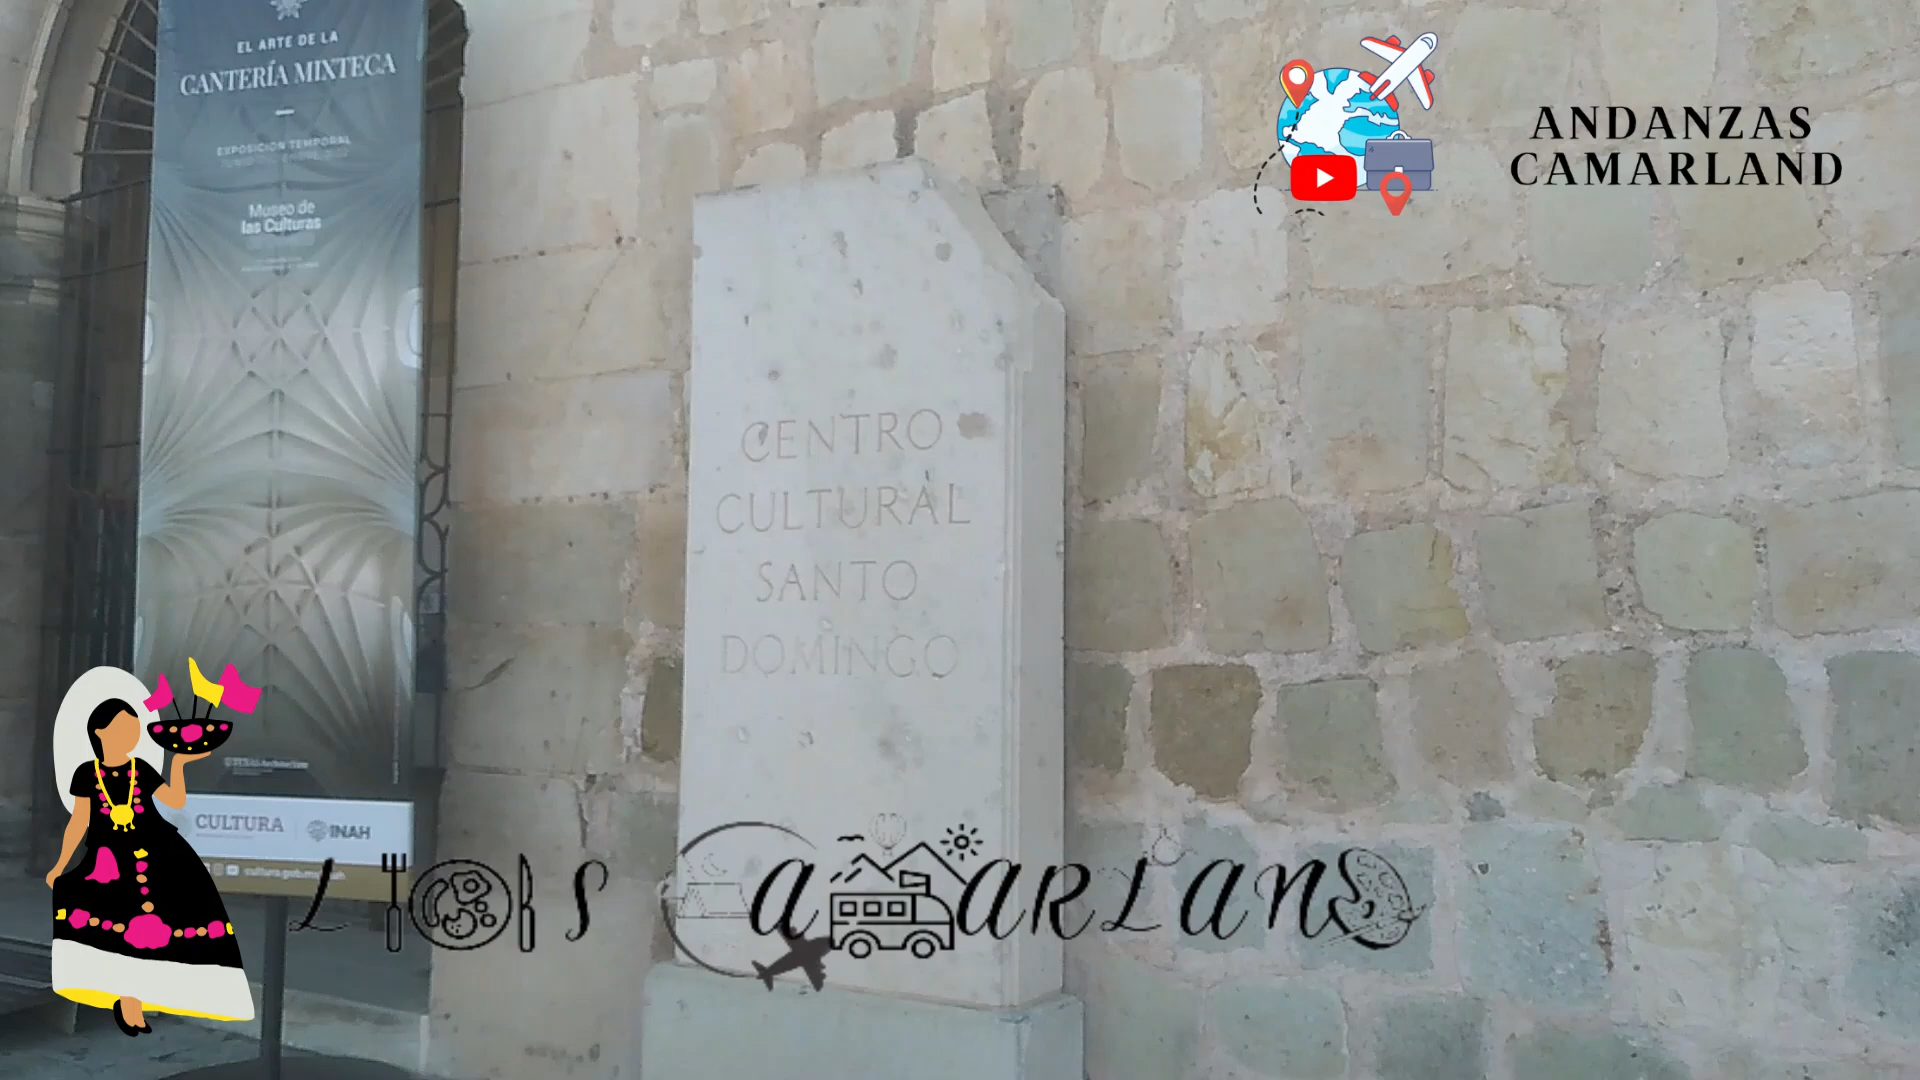 EL ARTE DE LA
CANTERÍA MIXTECA
EXPOSICIÓN TEMPORAL
Museo de
las Culturas
CULTURA
INAH
CENTRO
CULTURAL
SANTO
DOMINGO
ANDANZAS
CAMARLAND
CAMARLAND